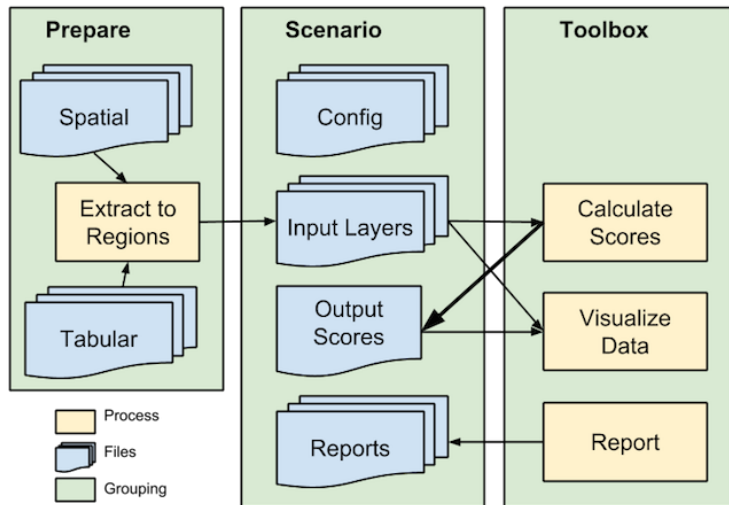 Prepare
Spatial
Extract to
Regions
Tabular
Process
Files
Grouping
Scenario
Config
Input Layers
Output
Scores
Reports
Toolbox
Calculate
Scores
Visualize
Data
Report